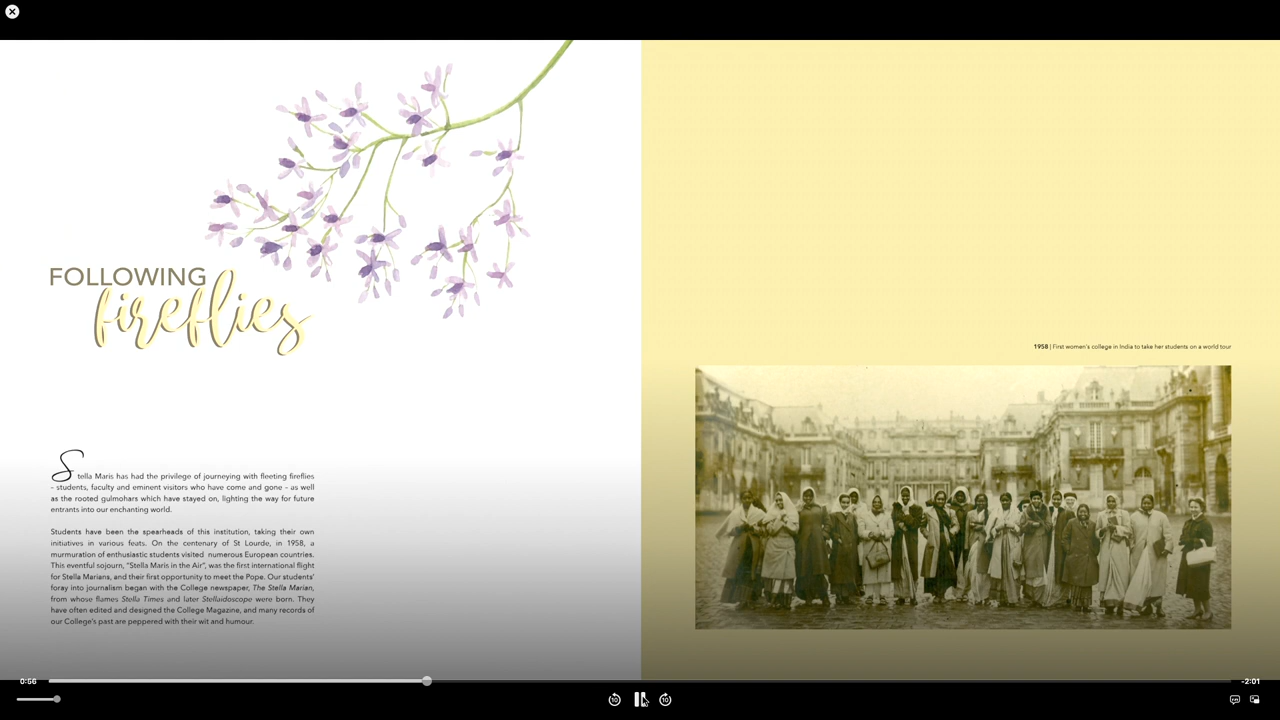 FOLLOWING
fireflies
Stella Maris has had the privilege of journeying with fleeting fireflies
– students, faculty and eminent visitors who have come and gone – as well
as the rooted gulmohars which have stayed on, lighting the way for future
entrants into our enchanting world.
Students have been the spearheads of this institution, taking their own
initiatives in various feats. On the centenary of St Lourde, in 1958, a
murmuration of enthusiastic students visited numerous European countries.
This eventful sojourn, "Stella Maris in the Air", was the first international flight
for Stella Marians, and their first opportunity to meet the Pope. Our students'
foray into journalism began with the College newspaper, The Stella Marian,
from whose flames Stella Times and later Stellaidoscope were born. They
have often edited and designed the College Magazine, and many records of
our College's past are peppered with their wit and humour.
1958 | First women's college in India to take her students on a world tour
0:56
-2:01
10
10